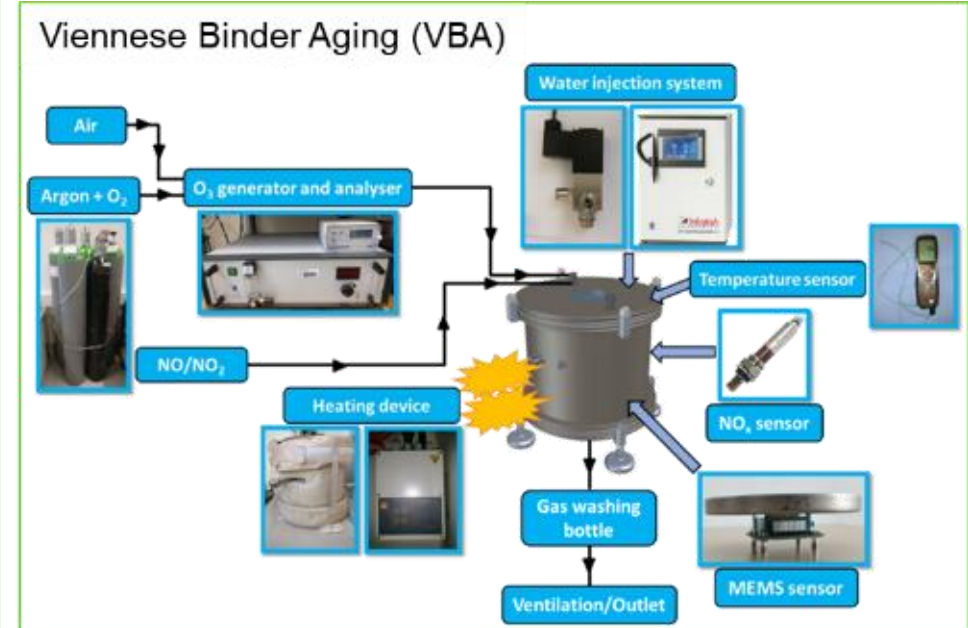 Viennese Binder Aging (VBA)
Water injection system
Air
Argon + O₂
O₃ generator and analyser
Temperature sensor
NO/NO₂
Heating device
NOₓ sensor
Gas washing
bottle
MEMS sensor
Ventilation/Outlet